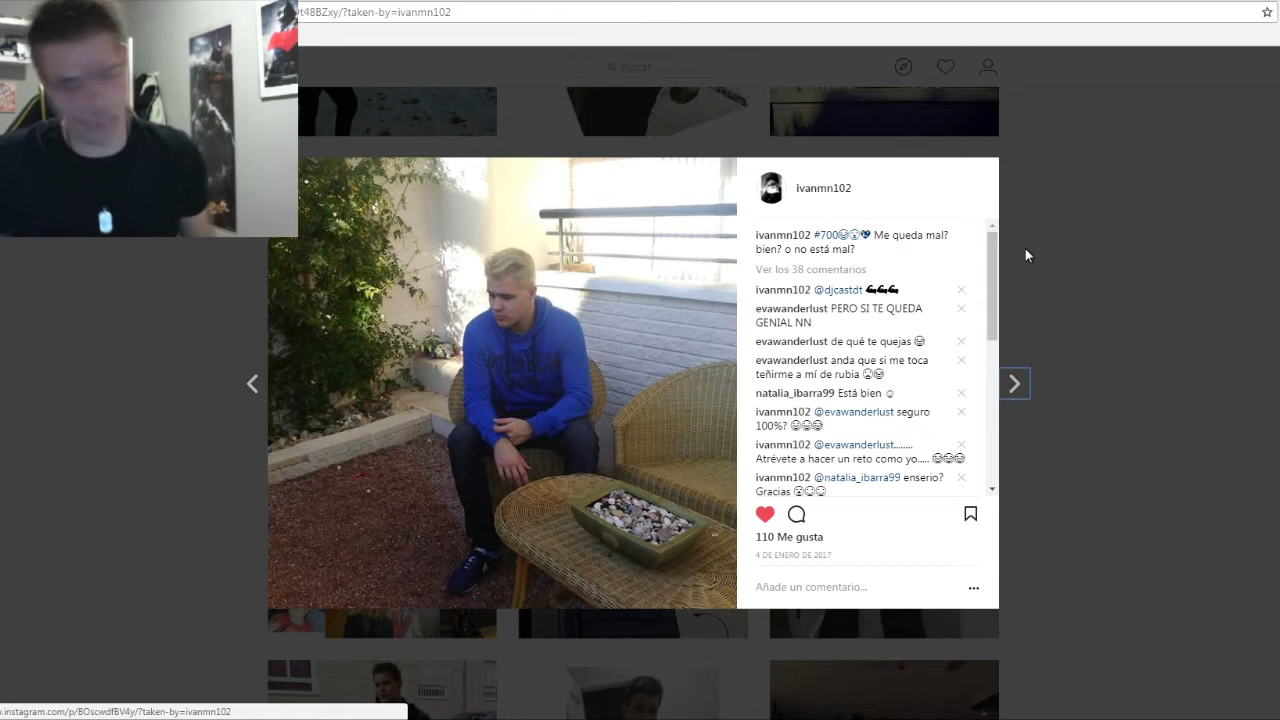 t48BZxy/?taken-by=ivanmn102
Buscar
ivanmn102
ivanmn102 #700😂😮💙 Me queda mal?
bien? o no está mal?
Ver los 38 comentarios
ivanmn102 @djcastdt 💪💪💪
evawanderlust PERO SI TE QUEDA
GENIAL NN
evawanderlust de qué te quejas 😂
evawanderlust anda que si me toca
teñirme a mí de rubia
natalia_ibarra99 Está bien ☺
ivanmn102 @evawanderlust seguro
100%?
ivanmn102 @evawanderlust........
Atrévete a hacer un reto como yo.....
ivanmn102 @natalia_ibarra99 enserio?
Gracias
110 Me gusta
4 DE ENERO DE 2017
Añade un comentario...
.instagram.com/p/BOscwdfBV4y/?taken-by=ivanmn102